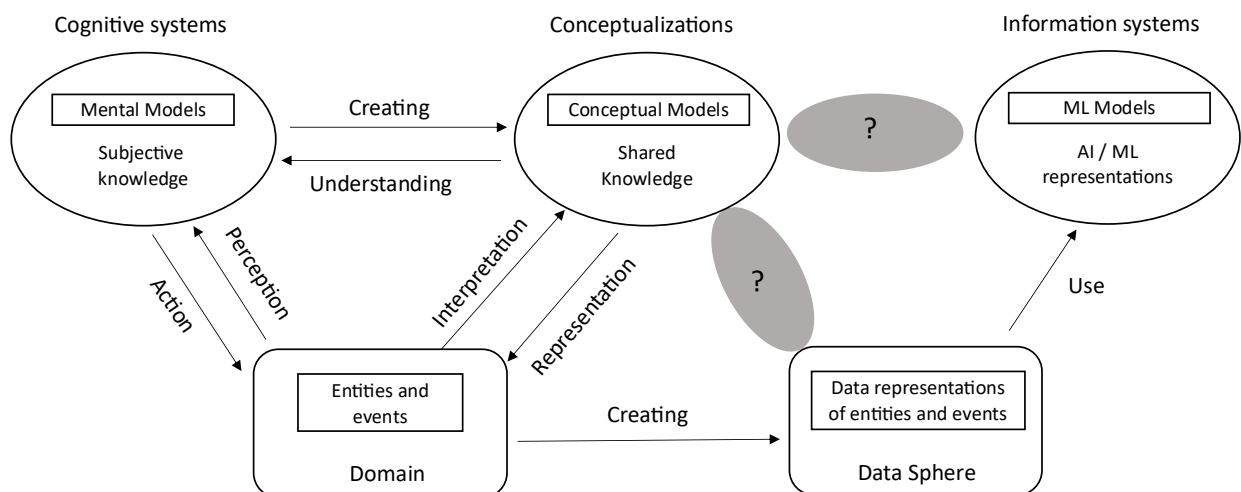 Cognitive systems
Conceptualizations
Information systems
Mental Models
Subjective
knowledge
Creating
Understanding
Conceptual Models
Shared
Knowledge
?
ML Models
AI / ML
representations
Perception
Action
Interpretation
Representation
?
Use
Entities and
events
Domain
Creating
Data representations
of entities and events
Data Sphere